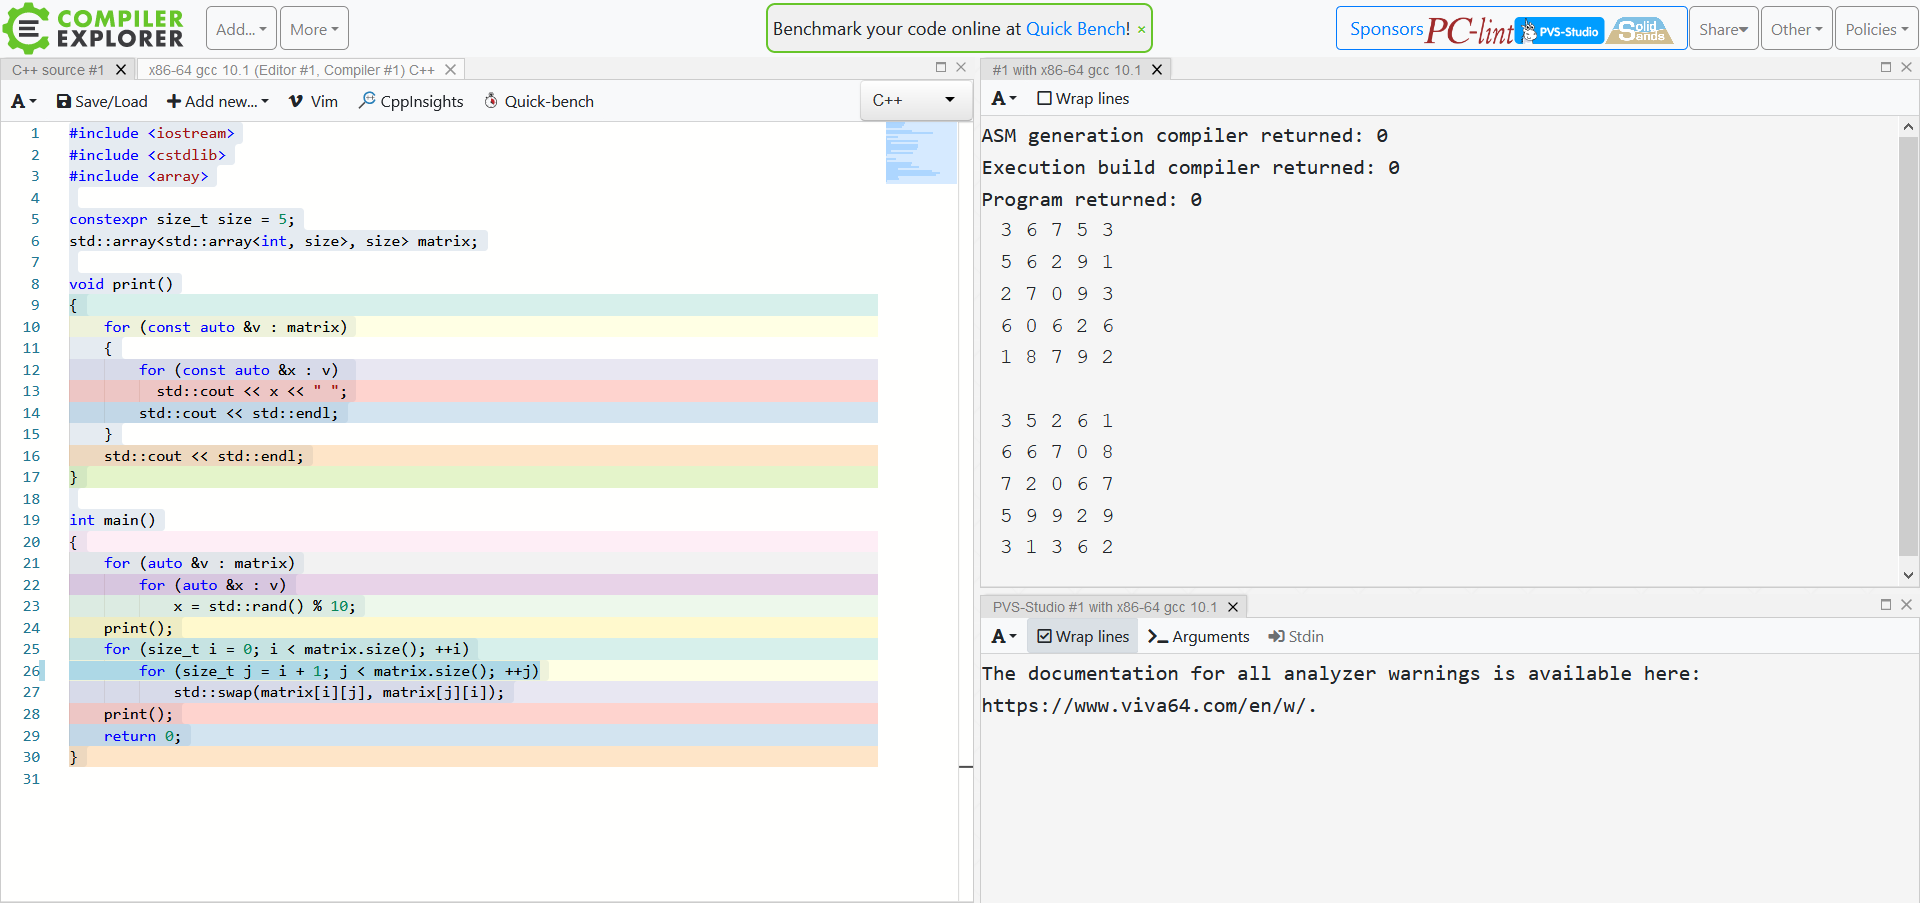 COMPILER
EXPLORER
Add... More
Benchmark your code online at Quick Bench! ×
Sponsors PC-lint PVS-Studio Solid Sands Share Other Policies
C++ source #1 x86-64 gcc 10.1 (Editor #1, Compiler #1) C++
A Save/Load Add new... Vim CppInsights Quick-bench C++
1 #include <iostream>
2 #include <cstdlib>
3 #include <array>
4
5 constexpr size_t size = 5;
6 std::array<std::array<int, size>, size> matrix;
7
8 void print()
9 {
10     for (const auto &v : matrix)
11     {
12         for (const auto &x : v)
13           std::cout << x << " ";
14         std::cout << std::endl;
15     }
16     std::cout << std::endl;
17 }
18
19 int main()
20 {
21     for (auto &v : matrix)
22         for (auto &x : v)
23             x = std::rand() % 10;
24     print();
25     for (size_t i = 0; i < matrix.size(); ++i)
26         for (size_t j = i + 1; j < matrix.size(); ++j)
27             std::swap(matrix[i][j], matrix[j][i]);
28     print();
29     return 0;
30 }
31
#1 with x86-64 gcc 10.1
A Wrap lines
ASM generation compiler returned: 0
Execution build compiler returned: 0
Program returned: 0
3 6 7 5 3
5 6 2 9 1
2 7 0 9 3
6 0 6 2 6
1 8 7 9 2
3 5 2 6 1
6 6 7 0 8
7 2 0 6 7
5 9 9 2 9
3 1 3 6 2
PVS-Studio #1 with x86-64 gcc 10.1
A Wrap lines Arguments Stdin
The documentation for all analyzer warnings is available here:
https://www.viva64.com/en/w/.